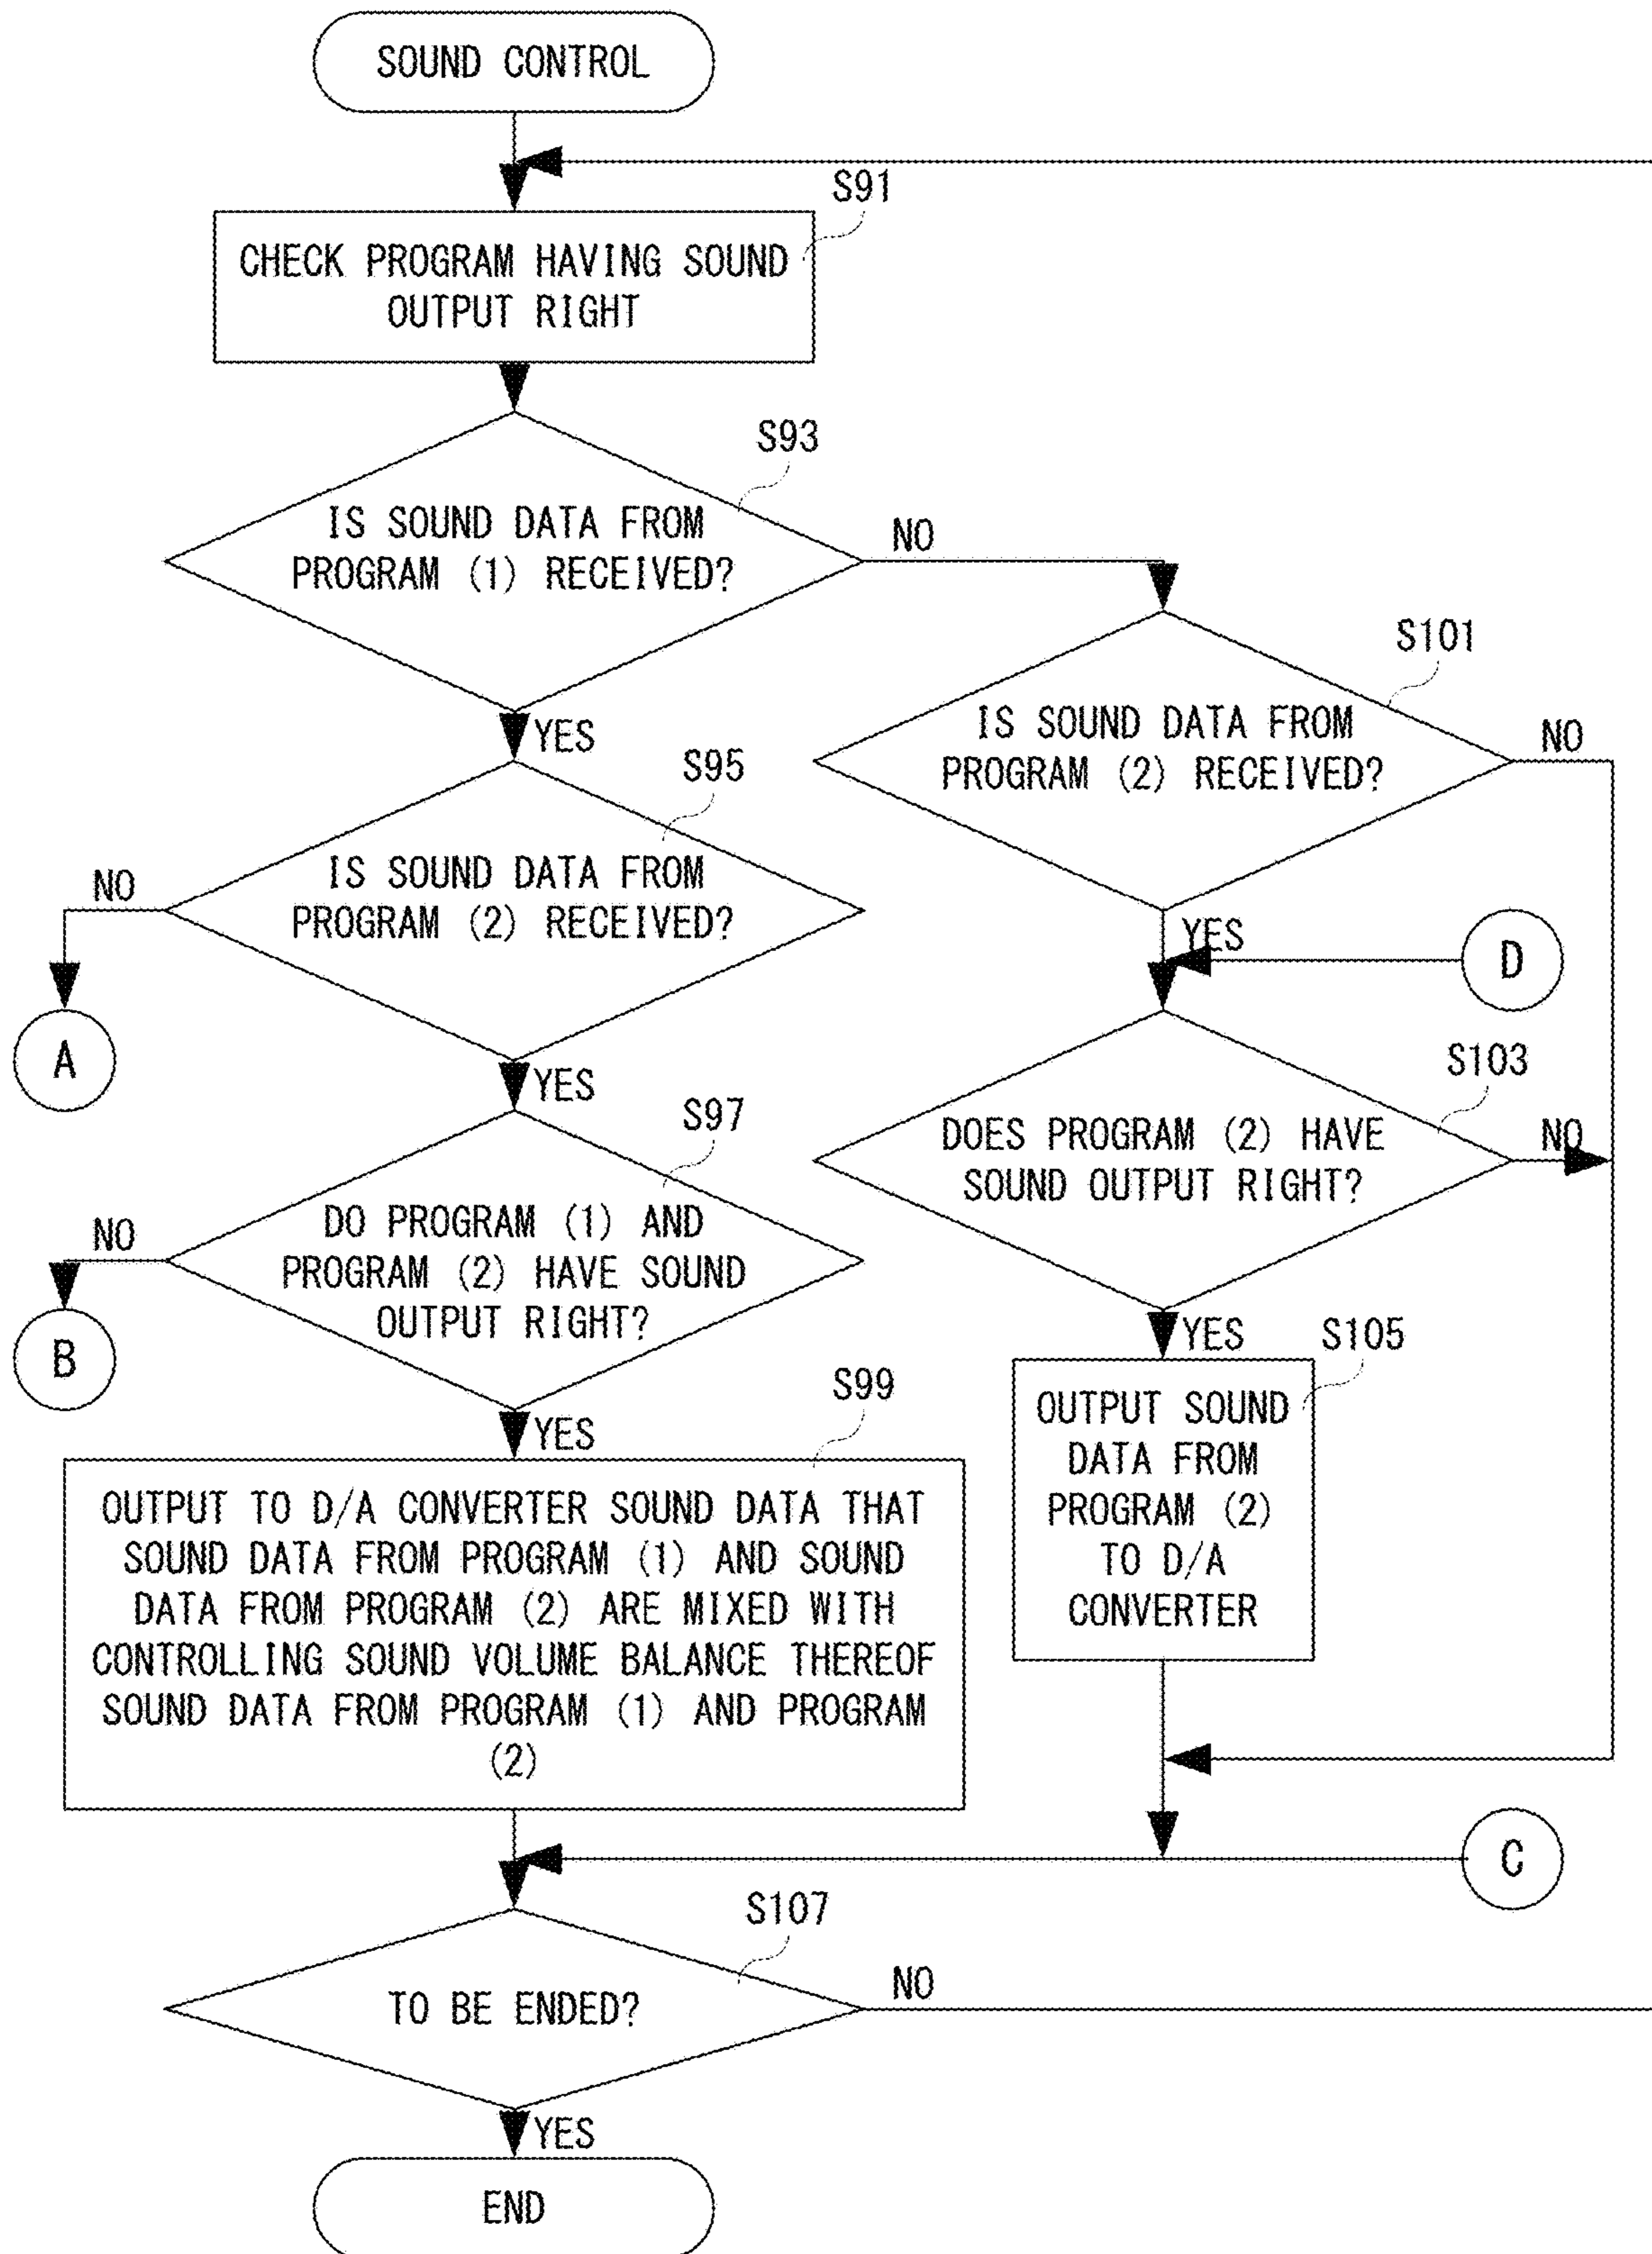 SOUND CONTROL
S91
CHECK PROGRAM HAVING SOUND
OUTPUT RIGHT
S93
IS SOUND DATA FROM
PROGRAM (1) RECEIVED?
NO
YES
S101
IS SOUND DATA FROM
PROGRAM (2) RECEIVED?
NO
YES
S95
IS SOUND DATA FROM
PROGRAM (2) RECEIVED?
NO
A
YES
D
S103
DOES PROGRAM (2) HAVE
SOUND OUTPUT RIGHT?
NO
YES
S97
DO PROGRAM (1) AND
PROGRAM (2) HAVE SOUND
OUTPUT RIGHT?
NO
B
YES
S105
OUTPUT SOUND
DATA FROM
PROGRAM (2)
TO D/A
CONVERTER
S99
OUTPUT TO D/A CONVERTER SOUND DATA THAT
SOUND DATA FROM PROGRAM (1) AND SOUND
DATA FROM PROGRAM (2) ARE MIXED WITH
CONTROLLING SOUND VOLUME BALANCE THEREOF
SOUND DATA FROM PROGRAM (1) AND PROGRAM
(2)
C
S107
TO BE ENDED?
NO
YES
END